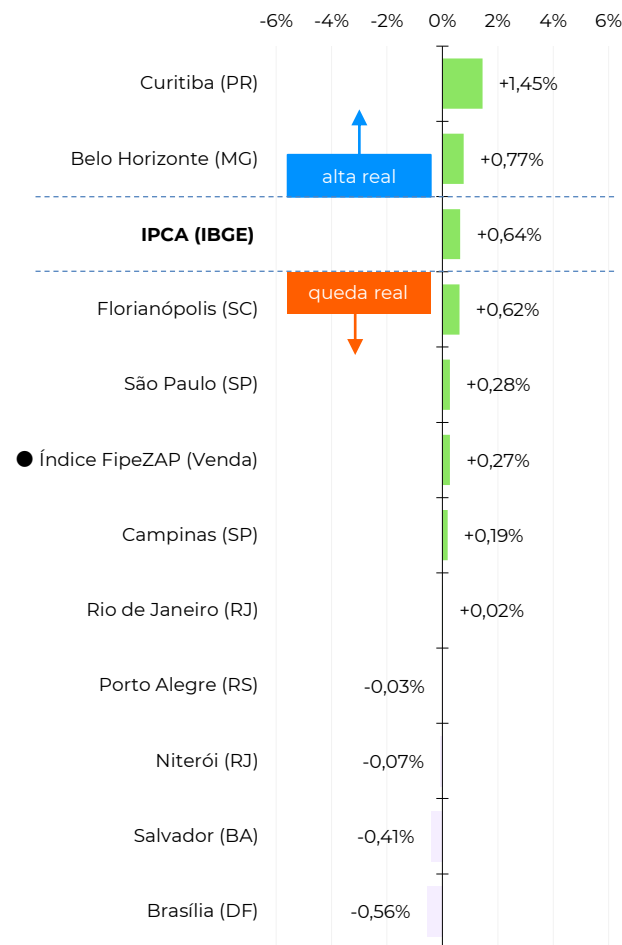 -6% -4% -2% 0% 2% 4% 6%
Curitiba (PR) +1,45%
Belo Horizonte (MG) +0,77%
alta real
IPCA (IBGE) +0,64%
queda real
Florianópolis (SC) +0,62%
São Paulo (SP) +0,28%
● Índice FipeZAP (Venda) +0,27%
Campinas (SP) +0,19%
Rio de Janeiro (RJ) +0,02%
Porto Alegre (RS) -0,03%
Niterói (RJ) -0,07%
Salvador (BA) -0,41%
Brasília (DF) -0,56%